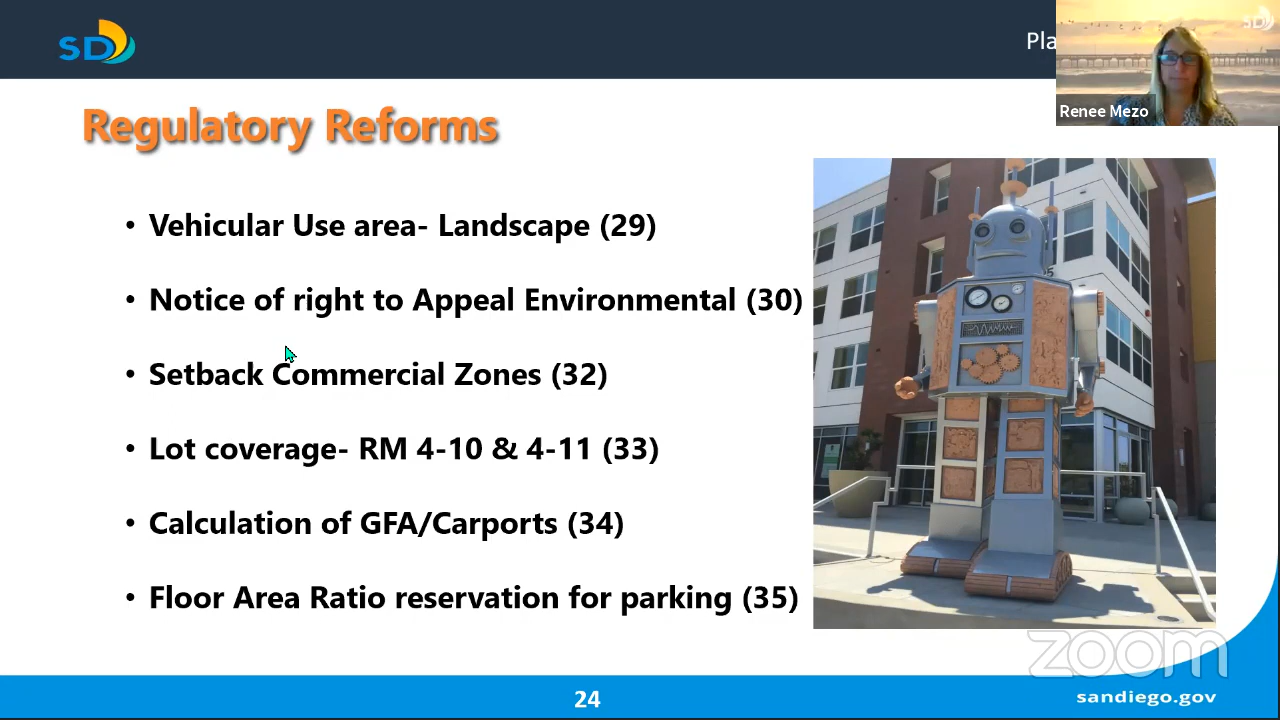 SD
Pla
Renee Mezo
Regulatory Reforms
• Vehicular Use area- Landscape (29)
• Notice of right to Appeal Environmental (30)
• Setback Commercial Zones (32)
• Lot coverage- RM 4-10 & 4-11 (33)
• Calculation of GFA/Carports (34)
• Floor Area Ratio reservation for parking (35)
zoom
24
sandiego.gov